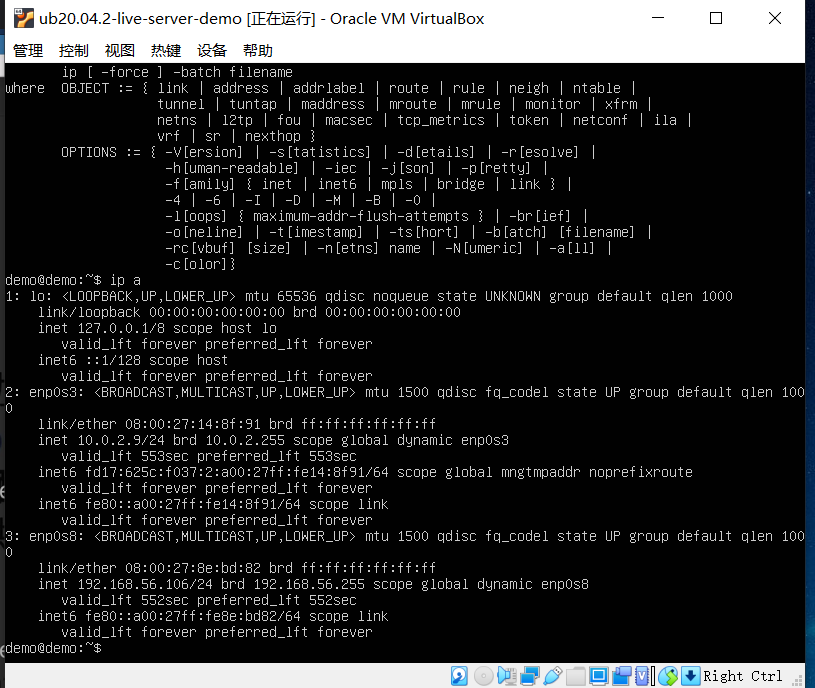 ub20.04.2-live-server-demo [正在运行] - Oracle VM VirtualBox
管理 控制 视图 热键 设备 帮助
ip [ -force ] -batch filename
where  OBJECT := { link | address | addrlabel | route | rule | neigh | ntable |
tunnel | tuntap | maddress | mroute | mrule | monitor | xfrm |
netns | l2tp | fou | macsec | tcp_metrics | token | netconf | ila |
vrf | sr | nexthop }
OPTIONS := { -V[ersion] | -s[tatistics] | -d[etails] | -r[esolve] |
-h[uman-readable] | -iec | -j[son] | -p[retty] |
-f[amily] { inet | inet6 | mpls | bridge | link } |
-4 | -6 | -I | -D | -M | -B | -0 |
-l[oops] { maximum-addr-flush-attempts } | -br[ief] |
-o[neline] | -t[imestamp] | -ts[hort] | -b[atch] [filename] |
-rc[vbuf] [size] | -n[etns] name | -N[umeric] | -a[ll] |
-c[olor]}
demo@demo:~$ ip a
1: lo: <LOOPBACK,UP,LOWER_UP> mtu 65536 qdisc noqueue state UNKNOWN group default qlen 1000
link/loopback 00:00:00:00:00:00 brd 00:00:00:00:00:00
inet 127.0.0.1/8 scope host lo
valid_lft forever preferred_lft forever
inet6 ::1/128 scope host
valid_lft forever preferred_lft forever
2: enp0s3: <BROADCAST,MULTICAST,UP,LOWER_UP> mtu 1500 qdisc fq_codel state UP group default qlen 100
0
link/ether 08:00:27:14:8f:91 brd ff:ff:ff:ff:ff:ff
inet 10.0.2.9/24 brd 10.0.2.255 scope global dynamic enp0s3
valid_lft 553sec preferred_lft 553sec
inet6 fd17:625c:f037:2:a00:27ff:fe14:8f91/64 scope global mngtmpaddr noprefixroute
valid_lft forever preferred_lft forever
inet6 fe80::a00:27ff:fe14:8f91/64 scope link
valid_lft forever preferred_lft forever
3: enp0s8: <BROADCAST,MULTICAST,UP,LOWER_UP> mtu 1500 qdisc fq_codel state UP group default qlen 100
0
link/ether 08:00:27:8e:bd:82 brd ff:ff:ff:ff:ff:ff
inet 192.168.56.106/24 brd 192.168.56.255 scope global dynamic enp0s8
valid_lft 552sec preferred_lft 552sec
inet6 fe80::a00:27ff:fe8e:bd82/64 scope link
valid_lft forever preferred_lft forever
demo@demo:~$
Right Ctrl